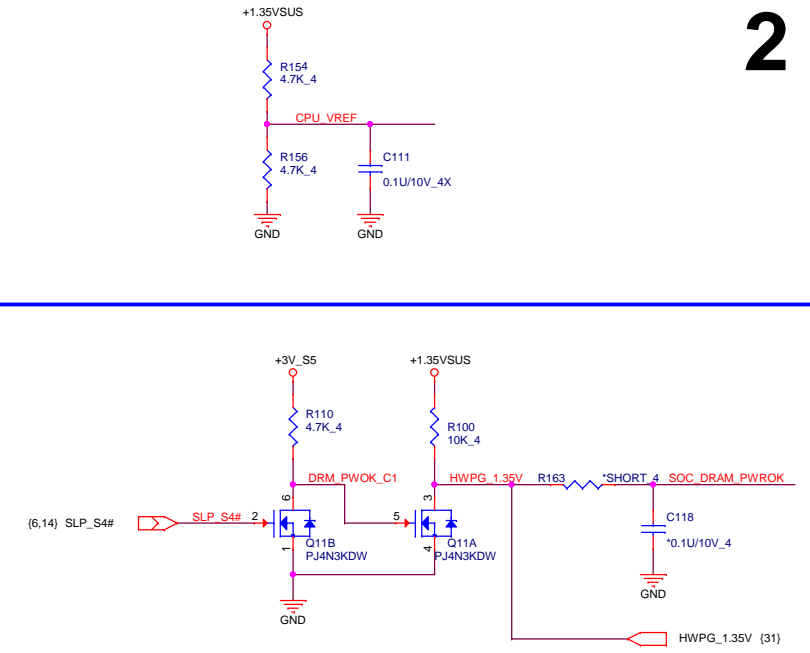 2
+1.35VSUS
R154
4.7K_4
CPU_VREF
R156
4.7K_4
C111
0.1U/10V_4X
GND
GND
+3V_S5
+1.35VSUS
R110
4.7K_4
R100
10K_4
DRM_PWOK_C1
HWPG_1.35V
R163
*SHORT_4
SOC_DRAM_PWROK
6
3
{6,14} SLP_S4#
SLP_S4#
2
5
C118
*0.1U/10V_4
1
Q11B
PJ4N3KDW
4
Q11A
PJ4N3KDW
GND
GND
HWPG_1.35V {31}